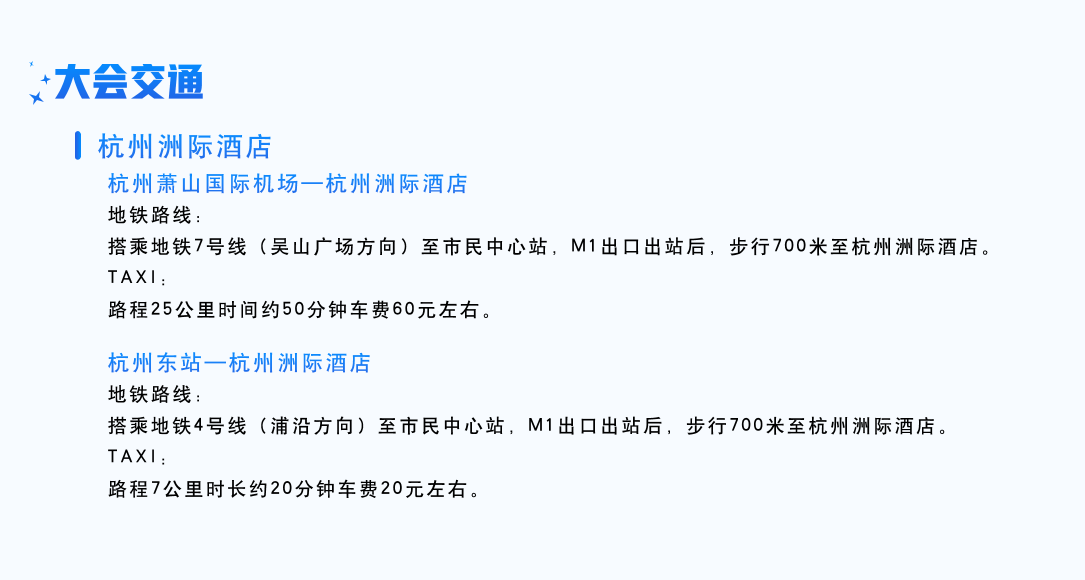 大会交通
杭州洲际酒店
杭州萧山国际机场—杭州洲际酒店
地铁路线：
搭乘地铁7号线（吴山广场方向）至市民中心站，M1出口出站后，步行700米至杭州洲际酒店。
TAXI：
路程25公里时间约50分钟车费60元左右。
杭州东站—杭州洲际酒店
地铁路线：
搭乘地铁4号线（浦沿方向）至市民中心站，M1出口出站后，步行700米至杭州洲际酒店。
TAXI：
路程7公里时长约20分钟车费20元左右。